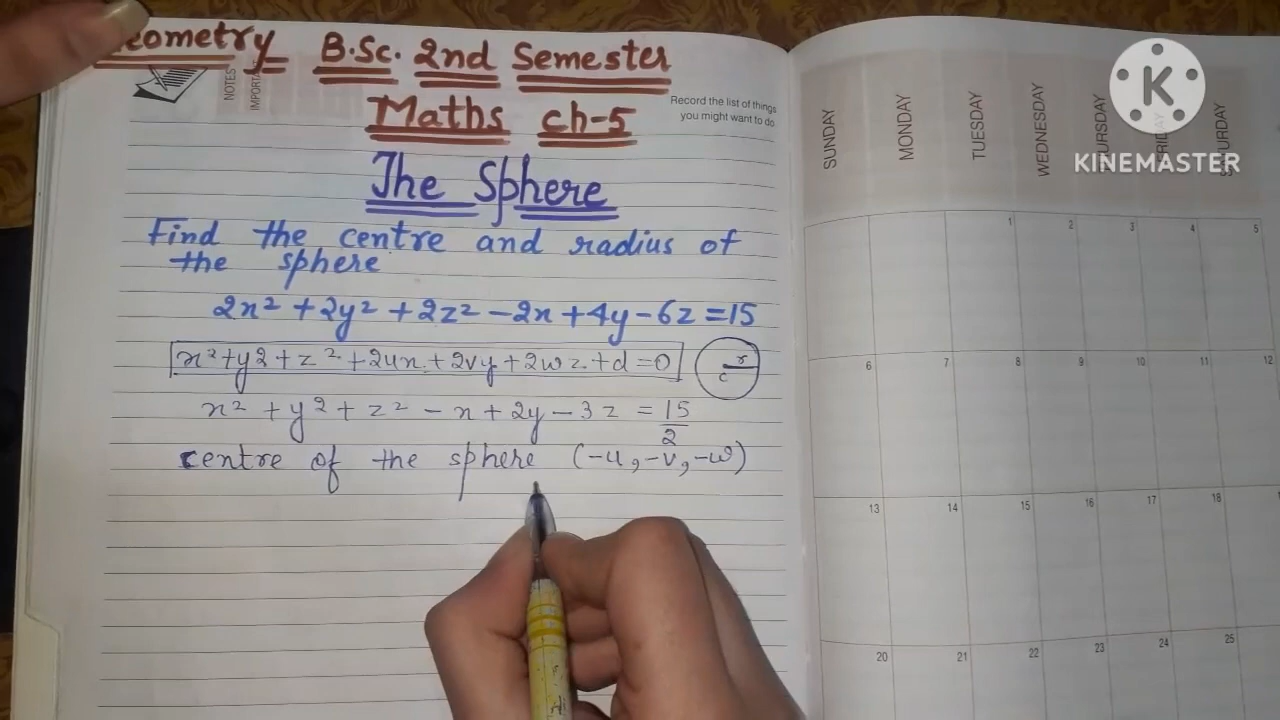 Geometry B.Sc. 2nd Semester
Maths ch-5
The Sphere
NOTES
Record the list of things
you might want to do
Find the centre and radius of
the sphere
2x² + 2y² + 2z² - 2x + 4y - 6z = 15
x² + y² + z² + 2ux + 2vy + 2wz + d = 0
r
c
x² + y² + z² - x + 2y - 3z = 15/2
centre of the sphere (-u, -v, -w)
K
KINEMASTER
SUNDAY MONDAY TUESDAY WEDNESDAY THURSDAY FRIDAY SATURDAY
1 2 3 4 5
6 7 8 9 10 11 12
13 14 15 16 17 18
20 21 22 23 24 25